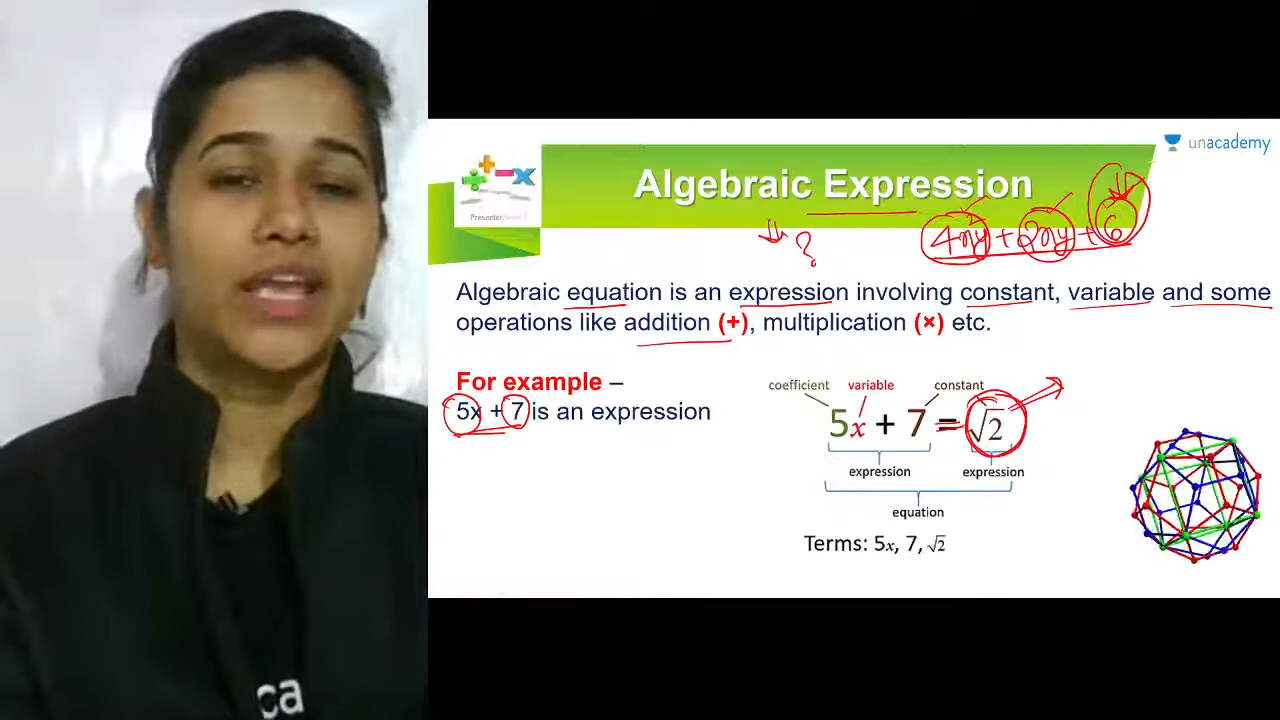 unacademy
Algebraic Expression
4xy + 2xy + 6
?
Algebraic equation is an expression involving constant, variable and some
operations like addition (+), multiplication (×) etc.
For example –
5x + 7 is an expression
coefficient variable constant
5x + 7 = √2
expression expression
equation
Terms: 5x, 7, √2
ca